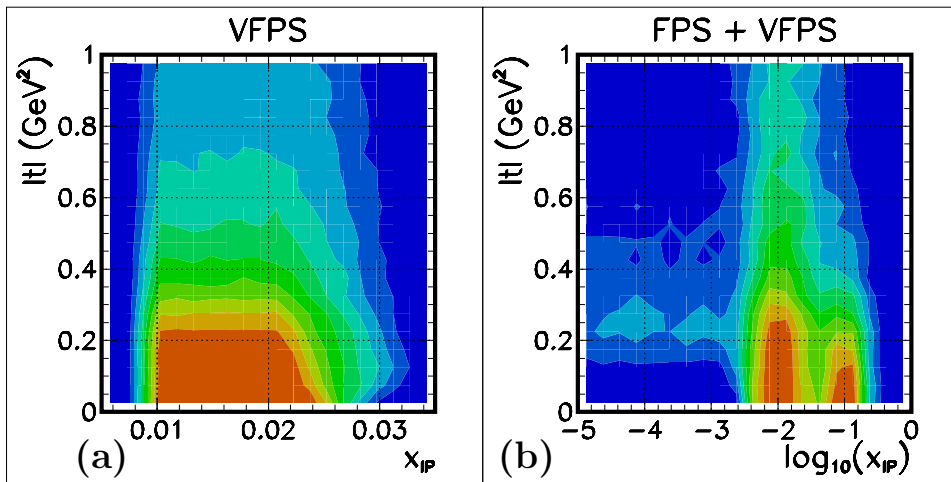 VFPS
|t| (GeV²)
1
0.8
0.6
0.4
0.2
0
0.01 0.02 0.03
(a) x_IP
FPS + VFPS
|t| (GeV²)
1
0.8
0.6
0.4
0.2
0
-5 -4 -3 -2 -1 0
(b) log₁₀(x_IP)